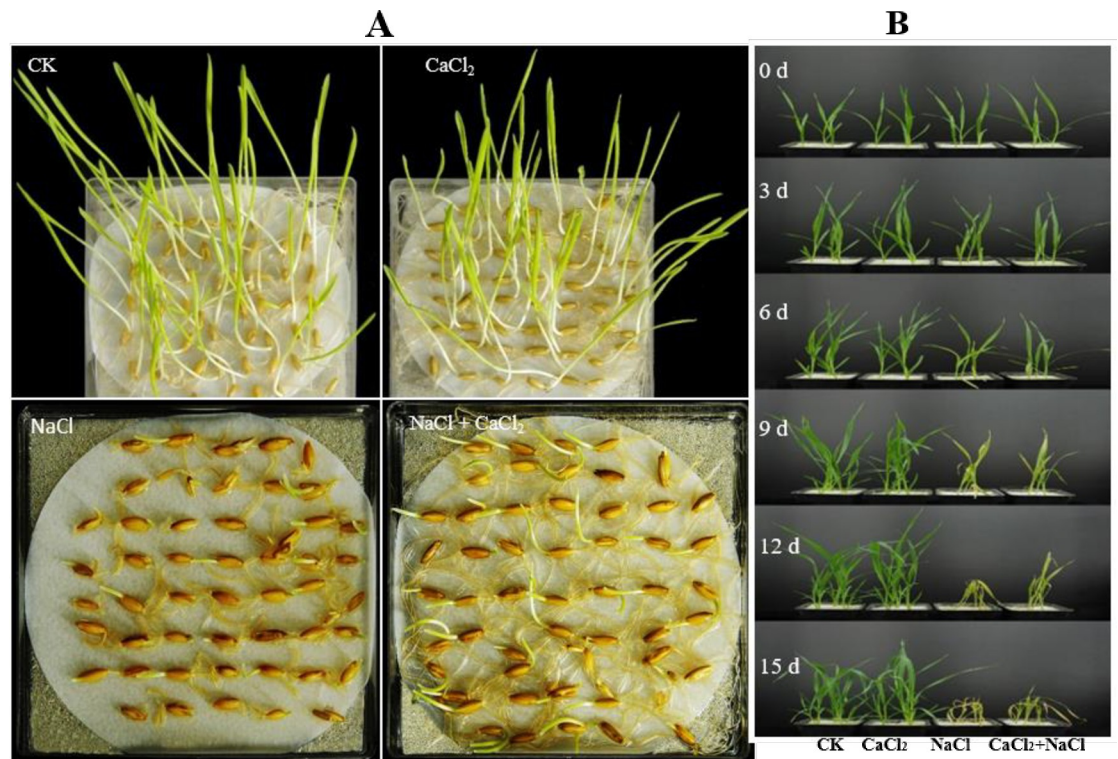 A
B
CK
CaCl₂
NaCl
NaCl + CaCl₂
0 d
3 d
6 d
9 d
12 d
15 d
CK CaCl₂ NaCl CaCl₂+NaCl